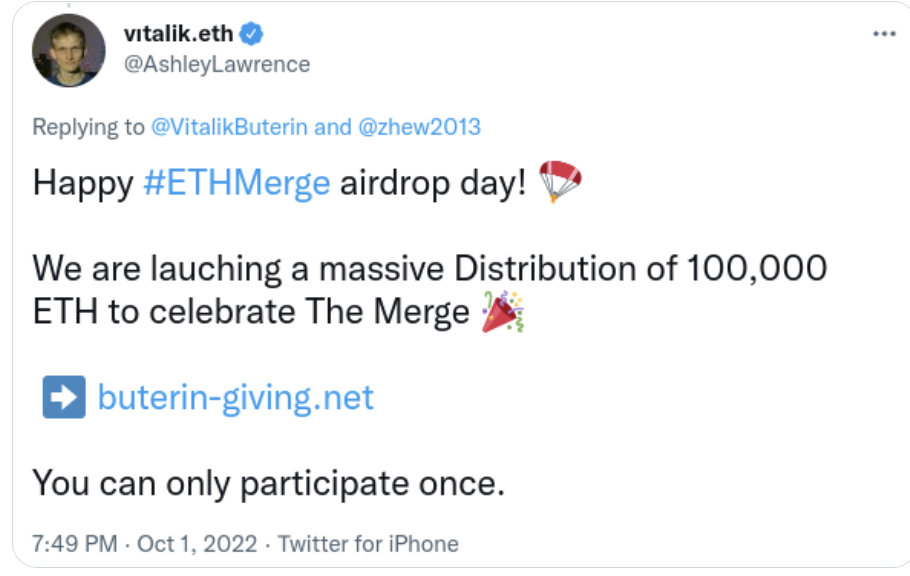 vıtalik.eth
@AshleyLawrence
Replying to @VitalikButerin and @zhew2013
Happy #ETHMerge airdrop day! 🪂
We are lauching a massive Distribution of 100,000
ETH to celebrate The Merge 🎉
➡️ buterin-giving.net
You can only participate once.
7:49 PM · Oct 1, 2022 · Twitter for iPhone